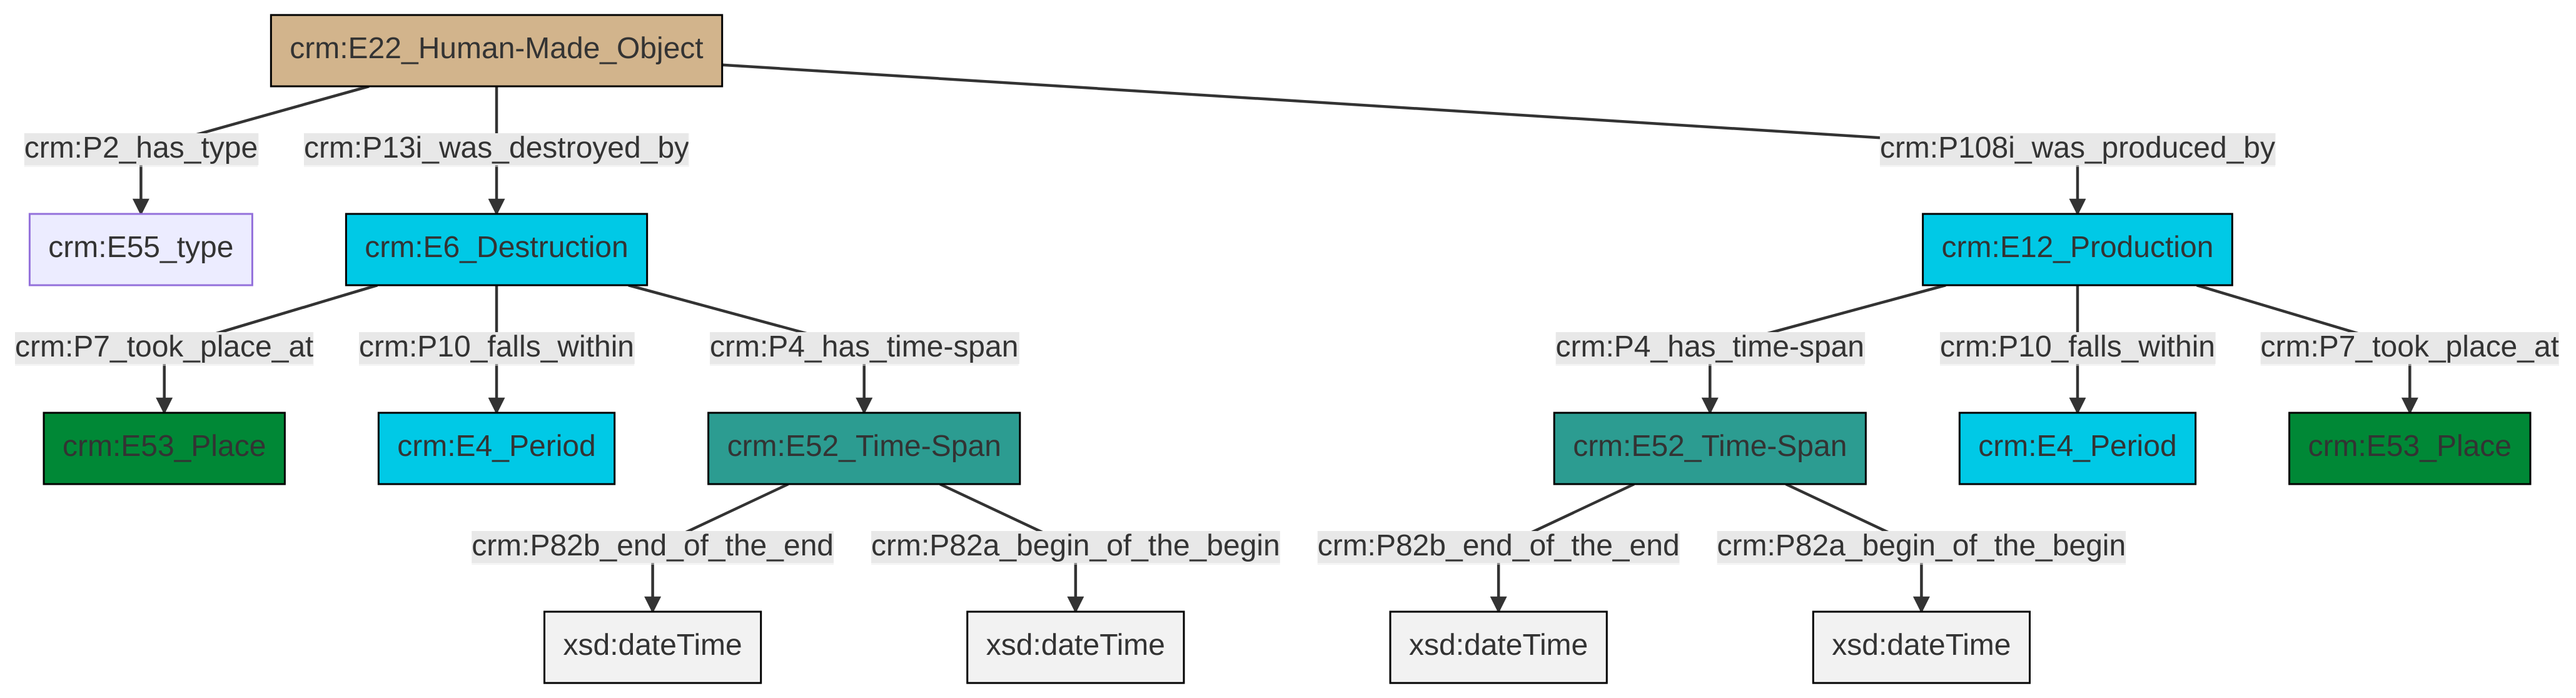 crm:E22_Human-Made_Object
crm:P2_has_type
crm:P13i_was_destroyed_by
crm:P108i_was_produced_by
crm:E55_type
crm:E6_Destruction
crm:E12_Production
crm:P7_took_place_at
crm:P10_falls_within
crm:P4_has_time-span
crm:P4_has_time-span
crm:P10_falls_within
crm:P7_took_place_at
crm:E53_Place
crm:E4_Period
crm:E52_Time-Span
crm:E52_Time-Span
crm:E4_Period
crm:E53_Place
crm:P82b_end_of_the_end
crm:P82a_begin_of_the_begin
crm:P82b_end_of_the_end
crm:P82a_begin_of_the_begin
xsd:dateTime
xsd:dateTime
xsd:dateTime
xsd:dateTime